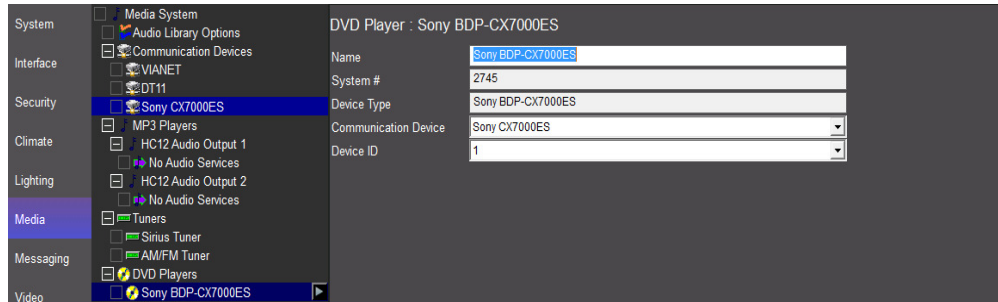 System
Interface
Security
Climate
Lighting
Media
Messaging
Video
Media System
Audio Library Options
Communication Devices
VIANET
DT11
Sony CX7000ES
MP3 Players
HC12 Audio Output 1
No Audio Services
HC12 Audio Output 2
No Audio Services
Tuners
Sirius Tuner
AM/FM Tuner
DVD Players
Sony BDP-CX7000ES
DVD Player : Sony BDP-CX7000ES
Name Sony BDP-CX7000ES
System # 2745
Device Type Sony BDP-CX7000ES
Communication Device Sony CX7000ES
Device ID 1